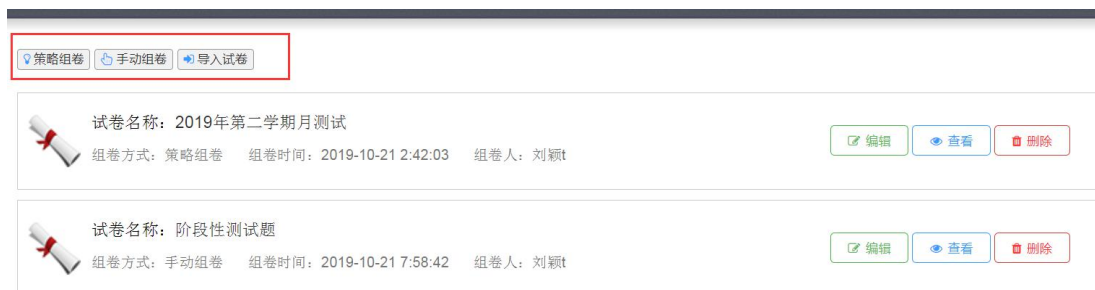 策略组卷 手动组卷 导入试卷
试卷名称：2019年第二学期月测试
组卷方式：策略组卷 组卷时间：2019-10-21 2:42:03 组卷人：刘颖t
编辑 查看 删除
试卷名称：阶段性测试题
组卷方式：手动组卷 组卷时间：2019-10-21 7:58:42 组卷人：刘颖t
编辑 查看 删除